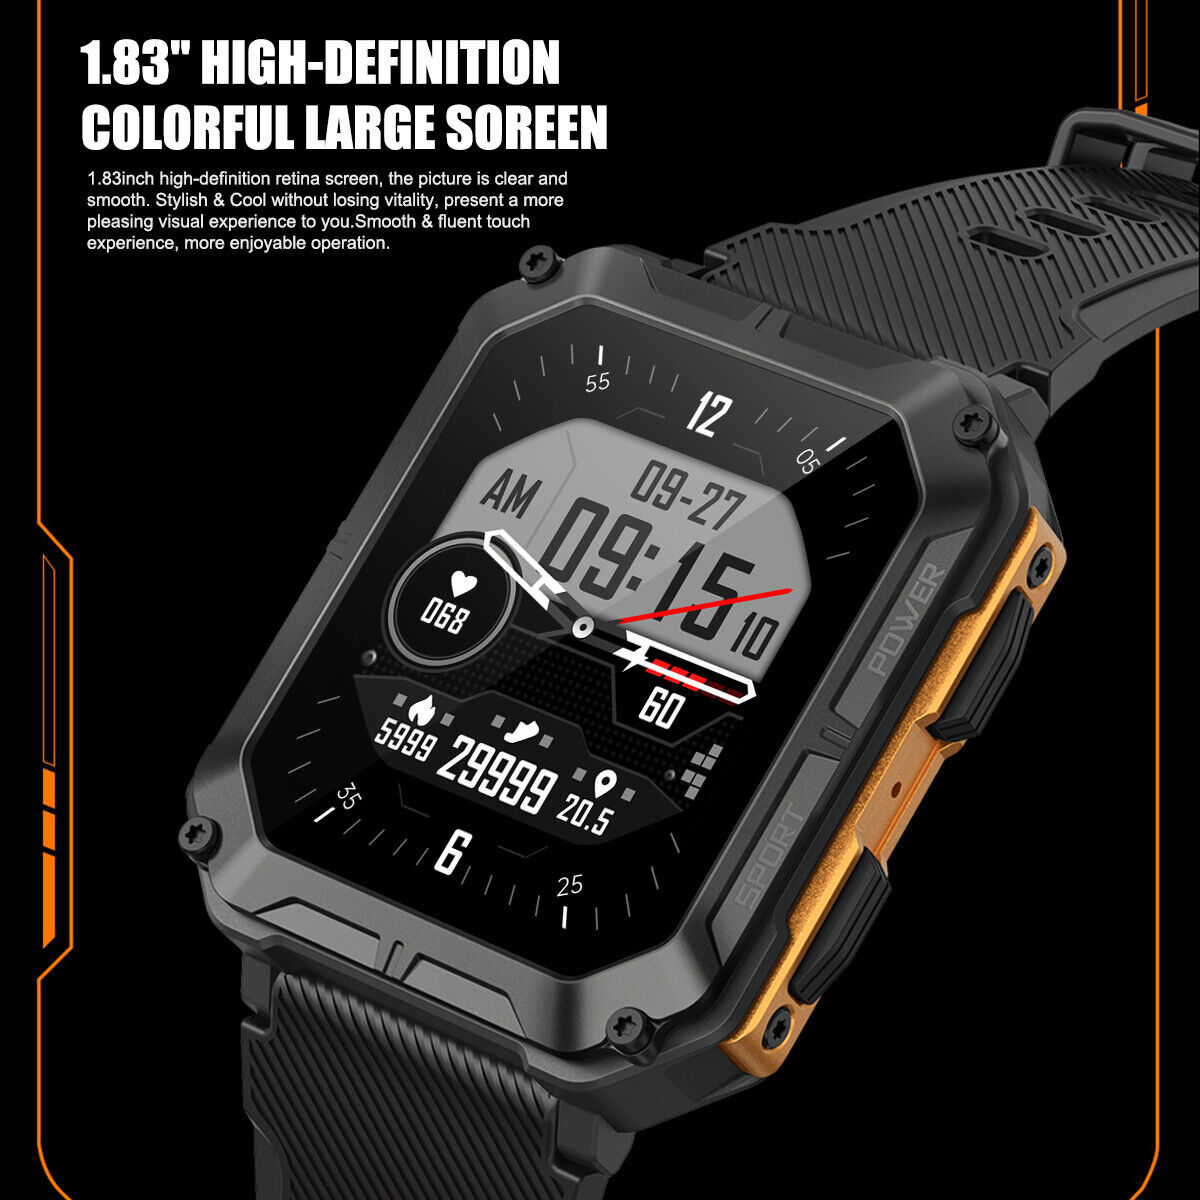 1.83" HIGH-DEFINITION
COLORFUL LARGE SOREEN
1.83inch high-definition retina screen, the picture is clear and
smooth. Stylish & Cool without losing vitality, present a more
pleasing visual experience to you.Smooth & fluent touch
experience, more enjoyable operation.
55
12
05
09-27
AM
09:15
10
068
60
5999
29999
20.5
35
6
25
POWER
SPORT